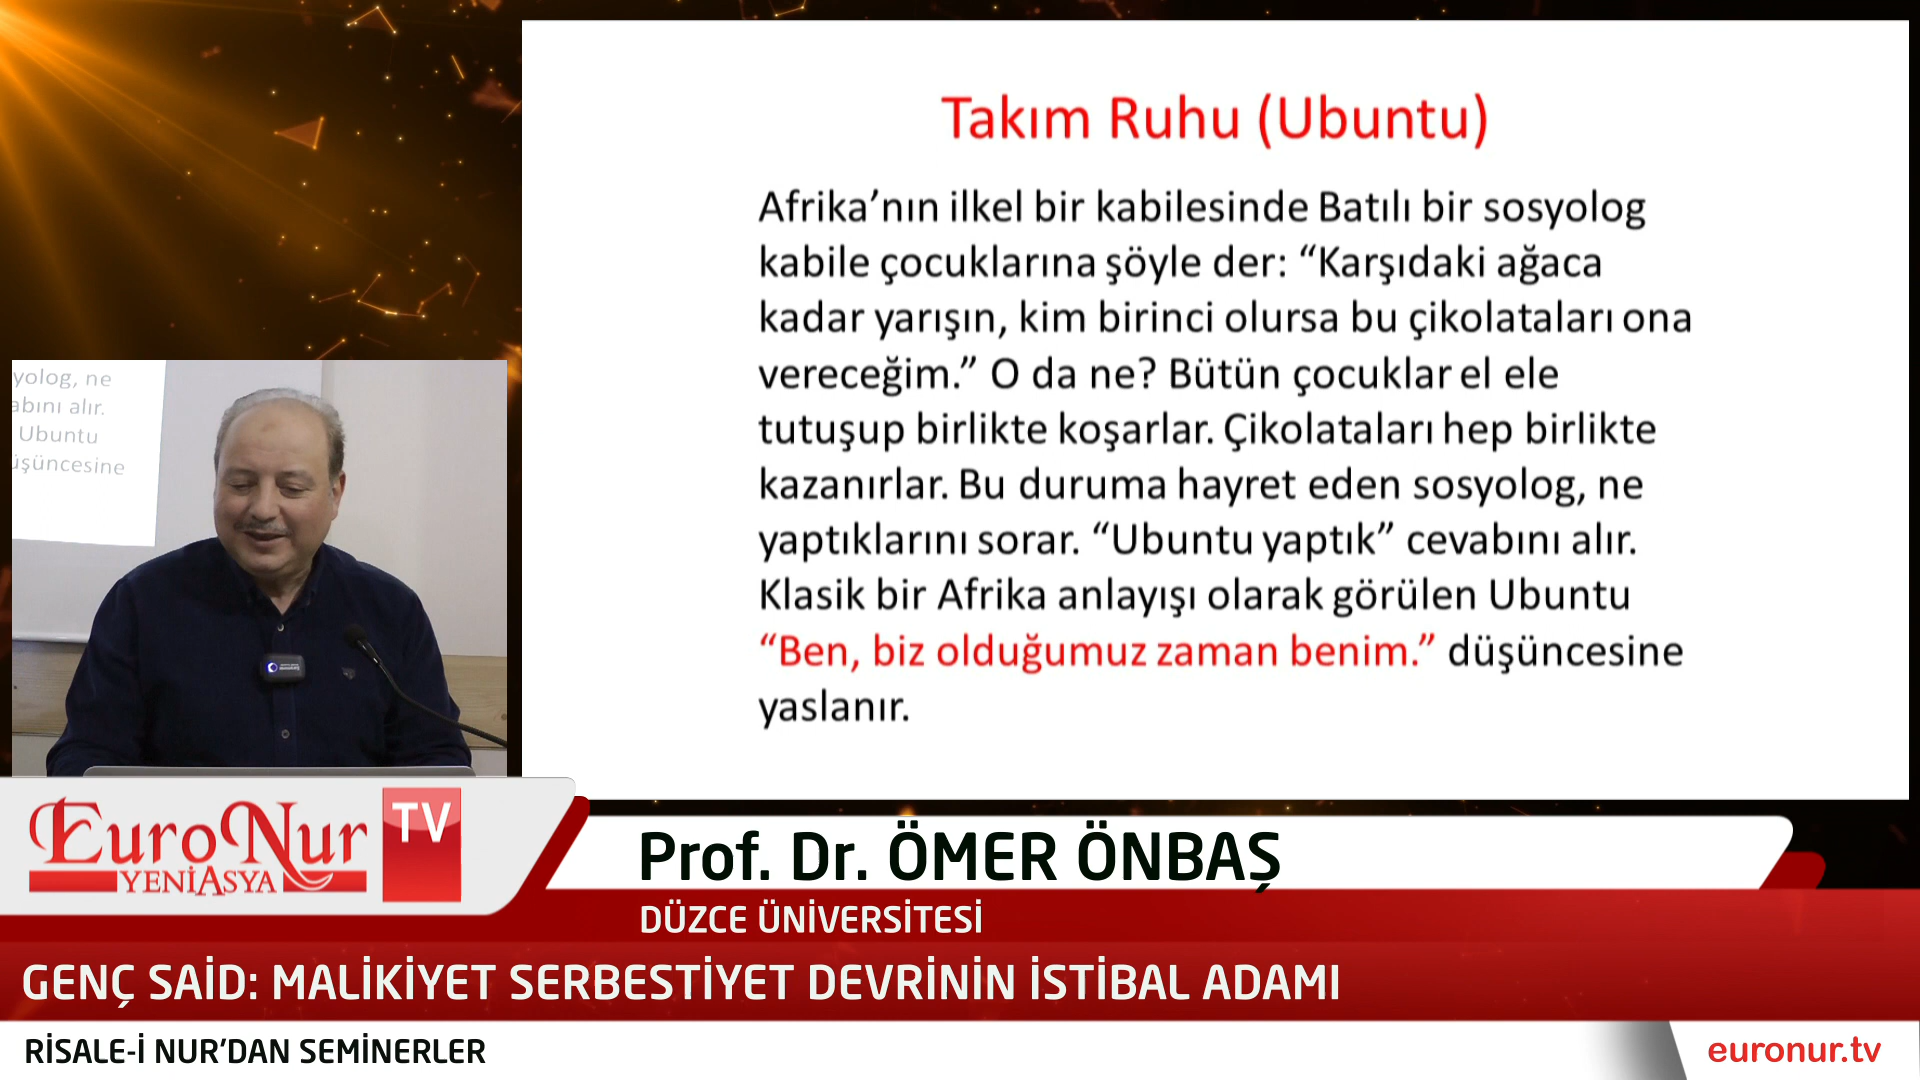 Takım Ruhu (Ubuntu)
Afrika’nın ilkel bir kabilesinde Batılı bir sosyolog
kabile çocuklarına şöyle der: “Karşıdaki ağaca
kadar yarışın, kim birinci olursa bu çikolataları ona
vereceğim.” O da ne? Bütün çocuklar el ele
tutuşup birlikte koşarlar. Çikolataları hep birlikte
kazanırlar. Bu duruma hayret eden sosyolog, ne
yaptıklarını sorar. “Ubuntu yaptık” cevabını alır.
Klasik bir Afrika anlayışı olarak görülen Ubuntu
“Ben, biz olduğumuz zaman benim.” düşüncesine
yaslanır.
yolog, ne
abını alır.
Ubuntu
üşüncesine
EuroNur TV
YENİASYA
Prof. Dr. ÖMER ÖNBAŞ
DÜZCE ÜNİVERSİTESİ
GENÇ SAİD: MALİKİYET SERBESTİYET DEVRİNİN İSTİBAL ADAMI
RİSALE-İ NUR’DAN SEMİNERLER
euronur.tv